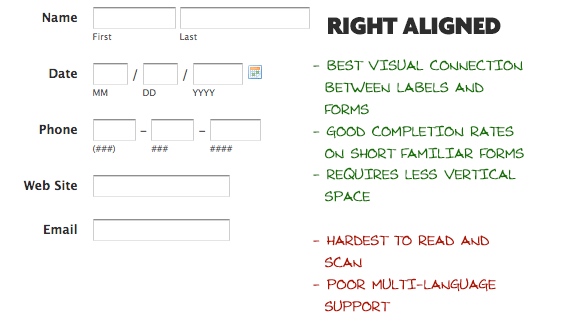 Name
First Last
Date / /
MM DD YYYY
Phone – –
(###) ### ####
Web Site
Email
RIGHT ALIGNED
- BEST VISUAL CONNECTION
BETWEEN LABELS AND
FORMS
- GOOD COMPLETION RATES
ON SHORT FAMILIAR FORMS
- REQUIRES LESS VERTICAL
SPACE
- HARDEST TO READ AND
SCAN
- POOR MULTI-LANGUAGE
SUPPORT